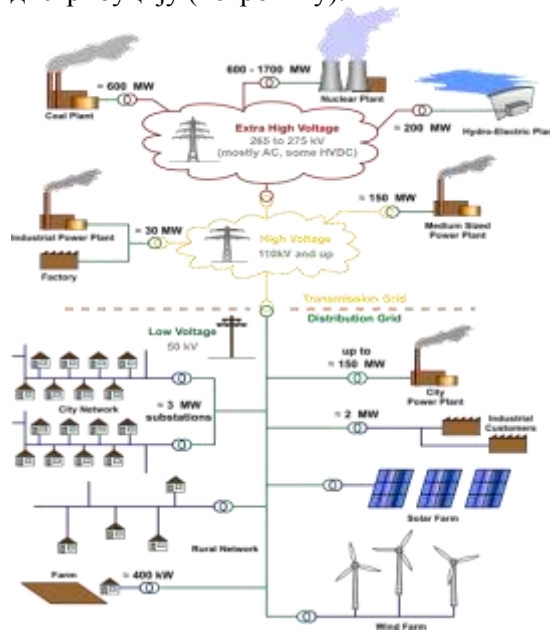 ≈ 600 MW
Coal Plant
600 - 1700 MW
Nuclear Plant
Extra High Voltage
265 to 275 kV
(mostly AC, some HVDC)
≈ 200 MW
Hydro-Electric Plan
≈ 150 MW
Medium Sized
Power Plant
Industrial Power Plant
≈ 30 MW
Factory
High Voltage
110kV and up
Transmission Grid
Distribution Grid
Low Voltage
50 kV
City Network
≈ 3 MW
substations
up to
≈ 150 MW
City
Power Plant
≈ 2 MW
Industrial
Customers
Solar Farm
Rural Network
Farm
≈ 400 kW
Wind Farm